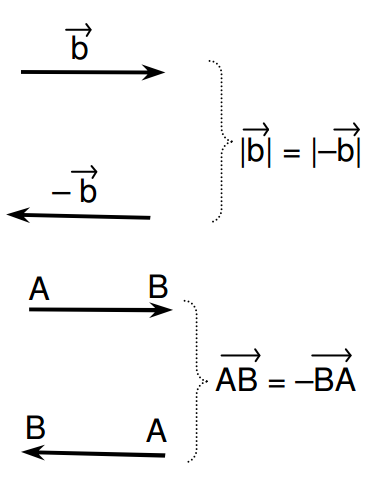 b⃗
|b⃗| = |−b⃗|
−b⃗
A B
AB⃗ = −BA⃗
B A